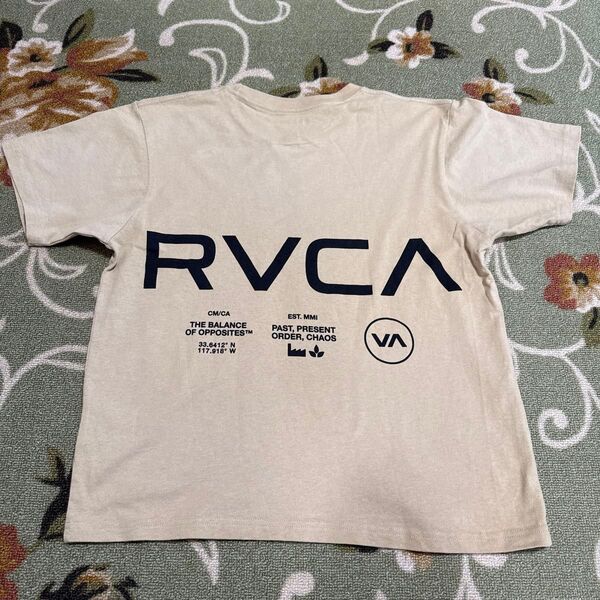 RVCA
CM/CA
THE BALANCE
OF OPPOSITES™
33.6412° N
117.918° W
EST. MMI
PAST, PRESENT
ORDER, CHAOS
VA